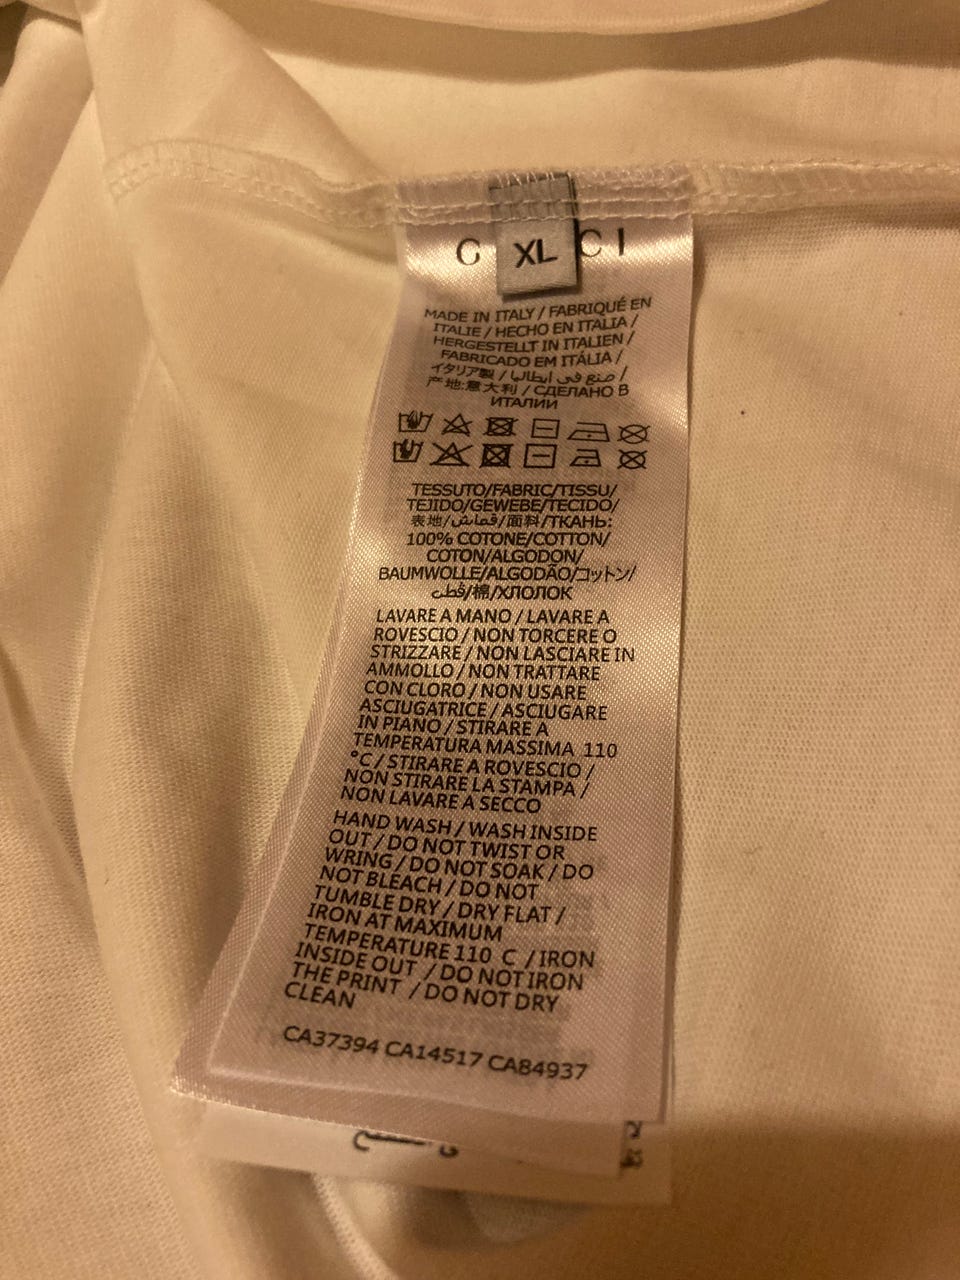 G CI
XL
MADE IN ITALY / FABRIQUÉ EN
ITALIE / HECHO EN ITALIA /
HERGESTELLT IN ITALIEN /
FABRICADO EM ITÁLIA /
イタリア製 / صنع في ايطاليا /
产地:意大利 / СДЕЛАНО В
ИТАЛИИ
TESSUTO/FABRIC/TISSU/
TEJIDO/GEWEBE/TECIDO/
表地/قماش/面料/ТКАНЬ:
100% COTONE/COTTON/
COTON/ALGODON/
BAUMWOLLE/ALGODÃO/コットン/
قطن/棉/ХЛОПОК
LAVARE A MANO / LAVARE A
ROVESCIO / NON TORCERE O
STRIZZARE / NON LASCIARE IN
AMMOLLO / NON TRATTARE
CON CLORO / NON USARE
ASCIUGATRICE / ASCIUGARE
IN PIANO / STIRARE A
TEMPERATURA MASSIMA 110
°C / STIRARE A ROVESCIO /
NON STIRARE LA STAMPA /
NON LAVARE A SECCO
HAND WASH / WASH INSIDE
OUT / DO NOT TWIST OR
WRING / DO NOT SOAK / DO
NOT BLEACH / DO NOT
TUMBLE DRY / DRY FLAT /
IRON AT MAXIMUM
TEMPERATURE 110 C / IRON
INSIDE OUT / DO NOT IRON
THE PRINT / DO NOT DRY
CLEAN
CA37394 CA14517 CA84937